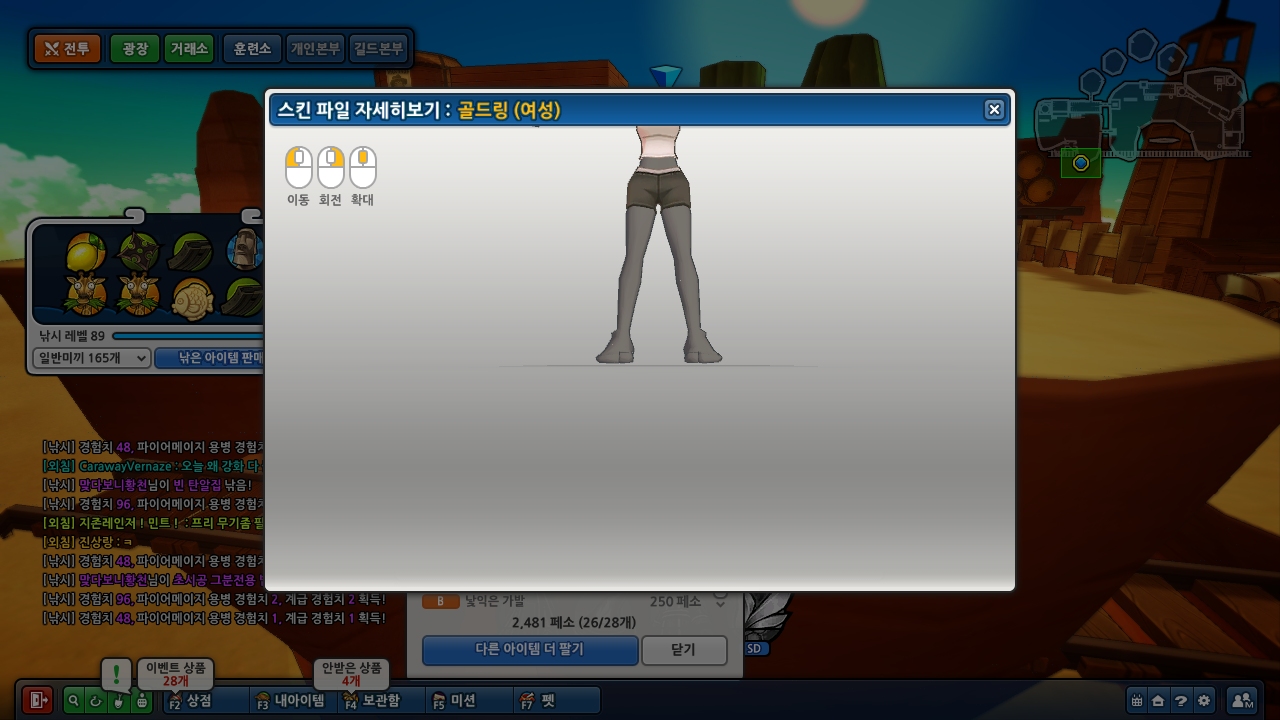 전투
광장
거래소
훈련소
개인본부
길드본부
스킨 파일 자세히보기 : 골드링 (여성)
이동 회전 확대
낚시 레벨 89
일반미끼 165개
낚은 아이템 판매
[낚시] 경험치 48, 파이어메이지 용병 경험치
[외침] CarawayVernaze : 오늘 왜 강화 다
[낚시] 맞다보니황천님이 빈 탄알집 낚음!
[낚시] 경험치 96, 파이어메이지 용병 경험치
[외침] 지존레인저 ! 민트 ! : 프리 무기좀 팔
[외침] 진상랑 : ㅋ
[낚시] 경험치 48, 파이어메이지 용병 경험치
[낚시] 맞다보니황천님이 초시공 그분전용
[낚시] 경험치 96, 파이어메이지 용병 경험치 2, 계급 경험치 2 획득!
[낚시] 경험치 48, 파이어메이지 용병 경험치 1, 계급 경험치 1 획득!
B 낯익은 가발 250 페소
2,481 페소 (26/28개)
다른 아이템 더 팔기
닫기
SD
이벤트 상품
28개
안받은 상품
4개
F2 상점
F3 내아이템
F4 보관함
F5 미션
F7 펫
M